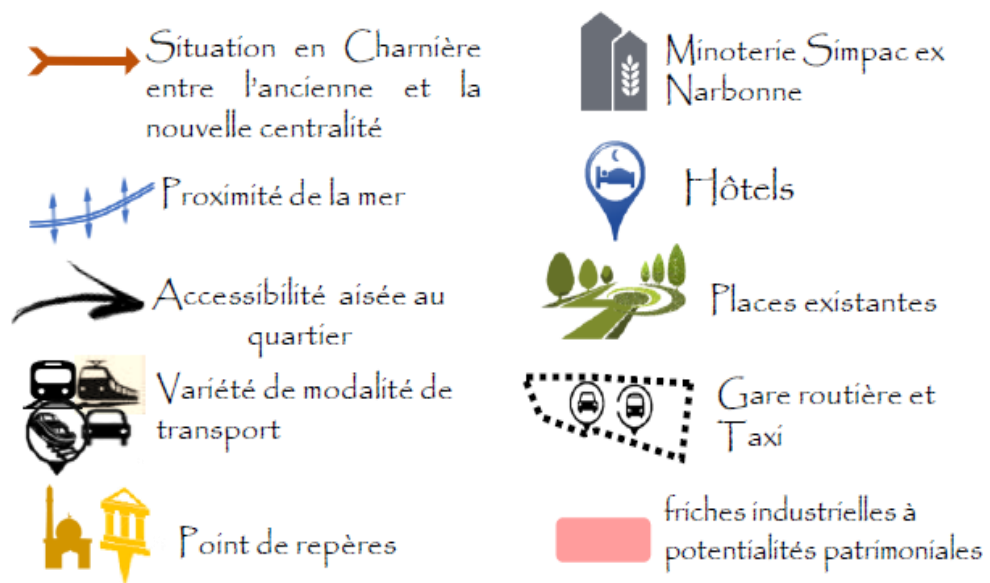 Situation en Charnière
entre l'ancienne et la
nouvelle centralité
Proximité de la mer
Accessibilité aisée au
quartier
Variété de modalité de
transport
Point de repères
Minoterie Simpac ex
Narbonne
Hôtels
Places existantes
Gare routière et
Taxi
friches industrielles à
potentialités patrimoniales